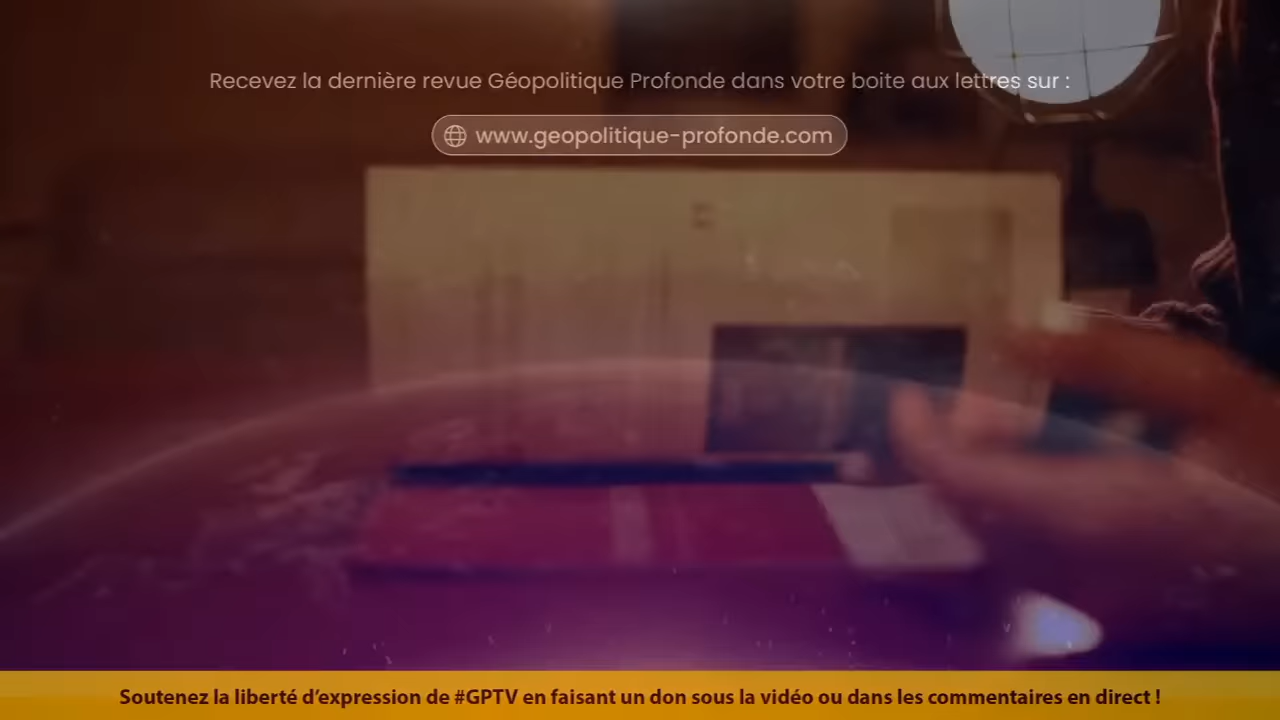 Recevez la dernière revue Géopolitique Profonde dans votre boite aux lettres sur :
www.geopolitique-profonde.com
Soutenez la liberté d'expression de #GPTV en faisant un don sous la vidéo ou dans les commentaires en direct !